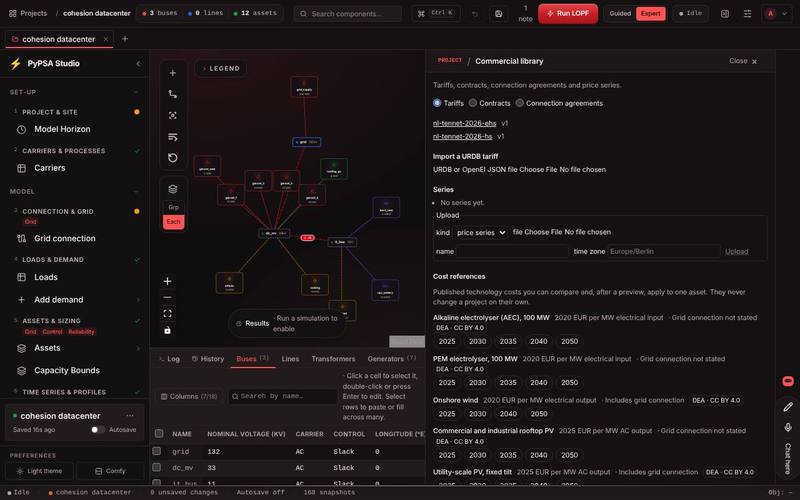 Projects / cohesion datacenter 3 buses 0 lines 12 assets Search components... Ctrl K 1 note Run LOPF Guided Expert Idle A
cohesion datacenter × +
PyPSA Studio
SET-UP
1 PROJECT & SITE
Model Horizon
2 CARRIERS & PROCESSES
Carriers
MODEL
3 CONNECTION & GRID
Grid
Grid connection
4 LOADS & DEMAND
Loads
Add demand
5 ASSETS & SIZING
Grid Control Reliability
Assets
Capacity Bounds
6 TIME SERIES & PROFILES
cohesion datacenter ...
Saved 16s ago Autosave
PREFERENCES
Light theme Comfy
LEGEND
Grp
Each
grid
dc_mv
Results · Run a simulation to enable
Log History Buses (3) Lines Transformers Generators (7)
Columns (7/18) Search by name…
· Click a cell to select it, double-click or press Enter to edit. Select rows to paste or fill across many.
NAME NOMINAL VOLTAGE (KV) CARRIER CONTROL LONGITUDE (°E)
grid 132 AC Slack 0
dc_mv 33 AC Slack 0
it_bus 11 AC Slack 0
PROJECT / Commercial library Close ×
Tariffs, contracts, connection agreements and price series.
Tariffs Contracts Connection agreements
nl-tennet-2026-ehs v1
nl-tennet-2026-hs v1
Import a URDB tariff
URDB or OpenEI JSON file Choose File No file chosen
Series
No series yet.
Upload
kind price series file Choose File No file chosen
name time zone Europe/Berlin Upload
Cost references
Published technology costs you can compare and, after a preview, apply to one asset. They never
change a project on their own.
Alkaline electrolyser (AEC), 100 MW 2020 EUR per MW electrical input · Grid connection not stated
DEA · CC BY 4.0
2025 2030 2035 2040 2050
PEM electrolyser, 100 MW 2020 EUR per MW electrical input · Grid connection not stated
DEA · CC BY 4.0
2025 2030 2035 2040 2050
Onshore wind 2020 EUR per MW electrical output · Includes grid connection DEA · CC BY 4.0
2025 2030 2040 2050
Commercial and industrial rooftop PV 2025 EUR per MW AC output · Grid connection not stated
DEA · CC BY 4.0
2025 2030 2035 2040 2050
Utility-scale PV, fixed tilt 2025 EUR per MW AC output · Includes grid connection DEA · CC BY 4.0
2025 2030 2035 2040 2050
Chat here
Idle cohesion datacenter 0 unsaved changes Autosave off 168 snapshots Obj: —